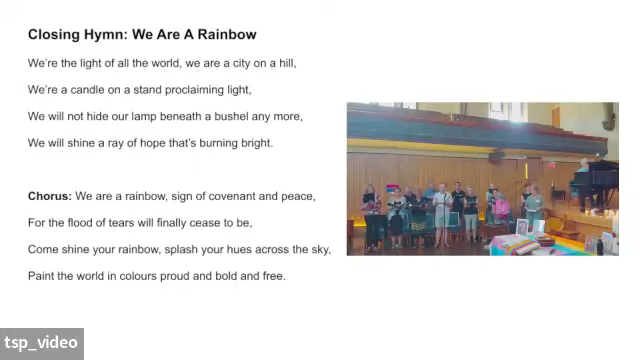 Closing Hymn: We Are A Rainbow
We're the light of all the world, we are a city on a hill,
We're a candle on a stand proclaiming light,
We will not hide our lamp beneath a bushel any more,
We will shine a ray of hope that's burning bright.
Chorus: We are a rainbow, sign of covenant and peace,
For the flood of tears will finally cease to be,
Come shine your rainbow, splash your hues across the sky,
Paint the world in colours proud and bold and free.
tsp_video